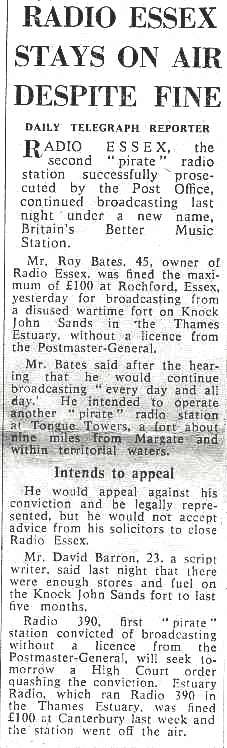 RADIO ESSEX
STAYS ON AIR
DESPITE FINE
DAILY TELEGRAPH REPORTER
RADIO ESSEX, the
second "pirate" radio
station successfully prose-
cuted by the Post Office,
continued broadcasting last
night under a new name,
Britain's Better Music
Station.
Mr. Roy Bates, 45, owner of
Radio Essex, was fined the maxi-
mum of £100 at Rochford, Essex,
yesterday for broadcasting from
a disused wartime fort on Knock
John Sands in the Thames
Estuary, without a licence from
the Postmaster-General.
Mr. Bates said after the hear-
ing that he would continue
broadcasting "every day and all
day.' He intended to operate
another "pirate" radio station
at Tongue Towers, a fort about
nine miles from Margate and
within territorial waters.
Intends to appeal
He would appeal against his
conviction and be legally repre-
sented, but he would not accept
advice from his solicitors to close
Radio Essex.
Mr. David Barron, 23, a script
writer, said last night that there
were enough stores and fuel on
the Knock John Sands fort to last
five months.
Radio 390, first "pirate"
station convicted of broadcasting
without a licence from the
Postmaster-General, will seek to-
morrow a High Court order
quashing the conviction. Estuary
Radio, which ran Radio 390 in
the Thames Estuary, was fined
£100 at Canterbury last week and
the station went off the air.